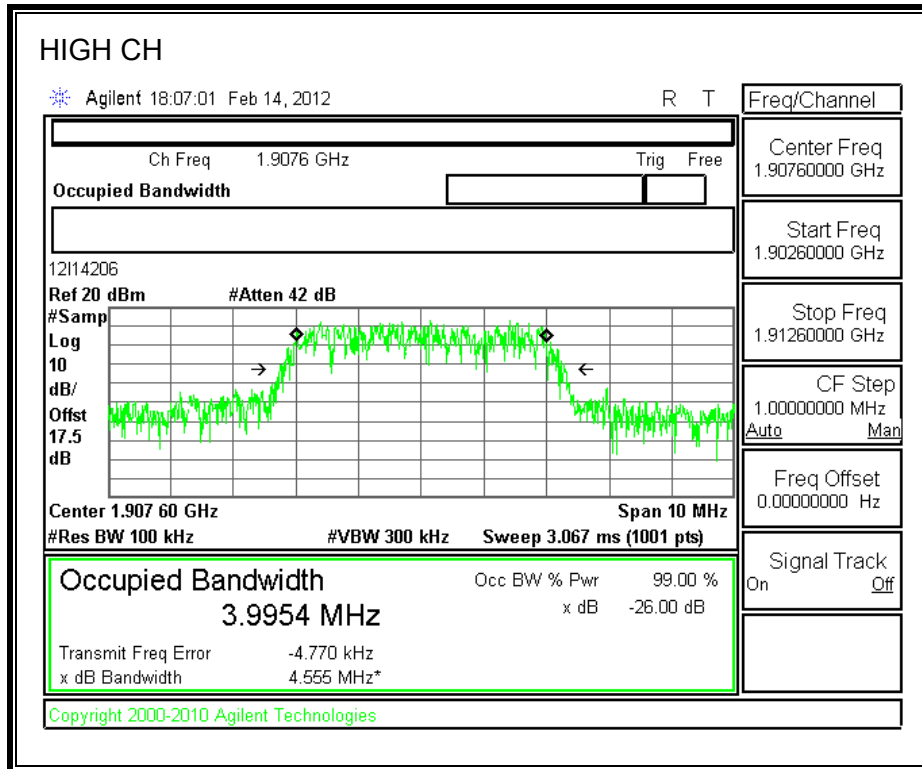 HIGH CH
Agilent 18:07:01 Feb 14, 2012 R T
Ch Freq 1.9076 GHz Trig Free
Occupied Bandwidth
12I14206
Ref 20 dBm #Atten 42 dB
#Samp
Log
10
dB/
Offst
17.5
dB
Center 1.907 60 GHz Span 10 MHz
#Res BW 100 kHz #VBW 300 kHz Sweep 3.067 ms (1001 pts)
Occupied Bandwidth Occ BW % Pwr 99.00 %
3.9954 MHz x dB -26.00 dB
Transmit Freq Error -4.770 kHz
x dB Bandwidth 4.555 MHz*
Copyright 2000-2010 Agilent Technologies
Freq/Channel
Center Freq
1.90760000 GHz
Start Freq
1.90260000 GHz
Stop Freq
1.91260000 GHz
CF Step
1.00000000 MHz
Auto Man
Freq Offset
0.00000000 Hz
Signal Track
On Off